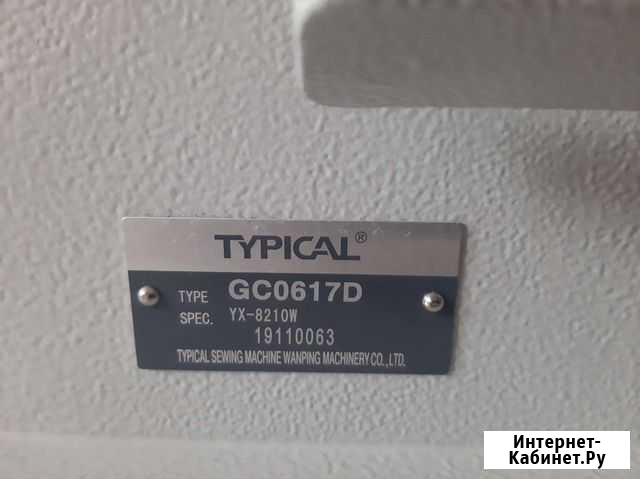 TYPICAL®
TYPE GC0617D
SPEC. YX-8210W
19110063
TYPICAL SEWING MACHINE WANPING MACHINERY CO., LTD.
Интернет-
Кабинет.Ру